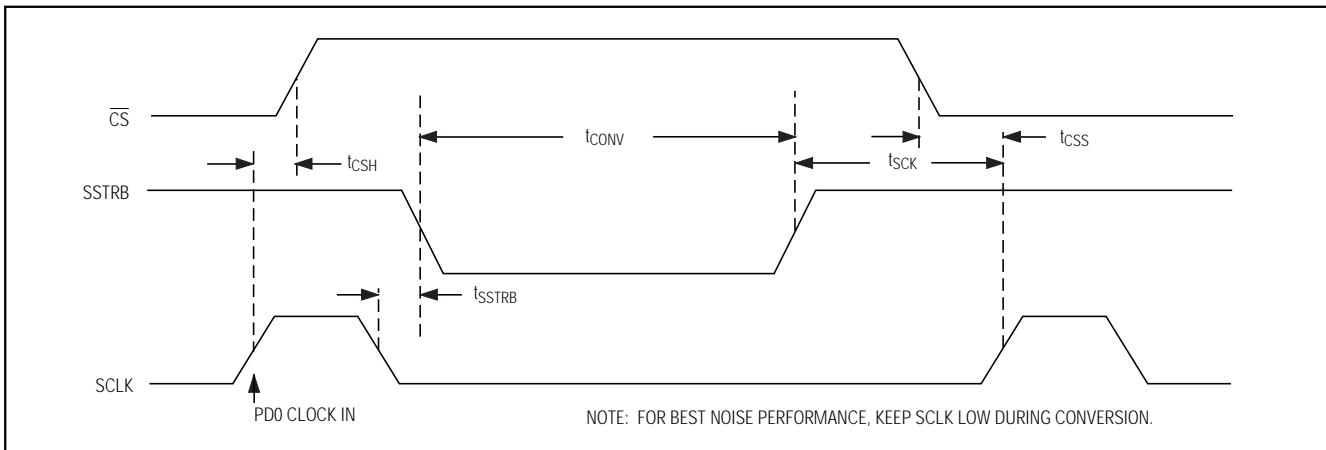 CS
tCONV
tCSS
tCSH
tSCK
SSTRB
tSSTRB
SCLK
PD0 CLOCK IN
NOTE: FOR BEST NOISE PERFORMANCE, KEEP SCLK LOW DURING CONVERSION.